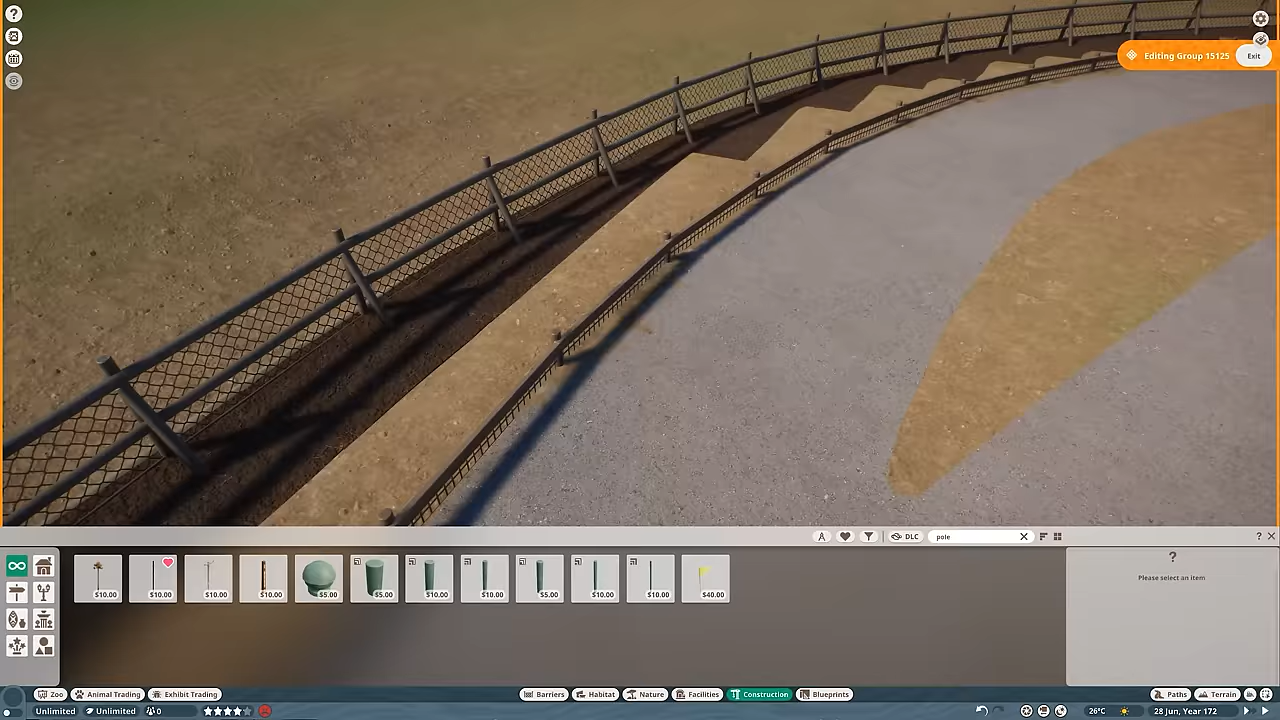 ?
Editing Group 15125
Exit
DLC
pole
?
$10.00
$10.00
$10.00
$10.00
$5.00
$5.00
$10.00
$10.00
$5.00
$10.00
$10.00
$40.00
?
Please select an item
Zoo
Animal Trading
Exhibit Trading
Barriers
Habitat
Nature
Facilities
Construction
Blueprints
Paths
Terrain
Unlimited
Unlimited
0
26°C
28 Jun, Year 172